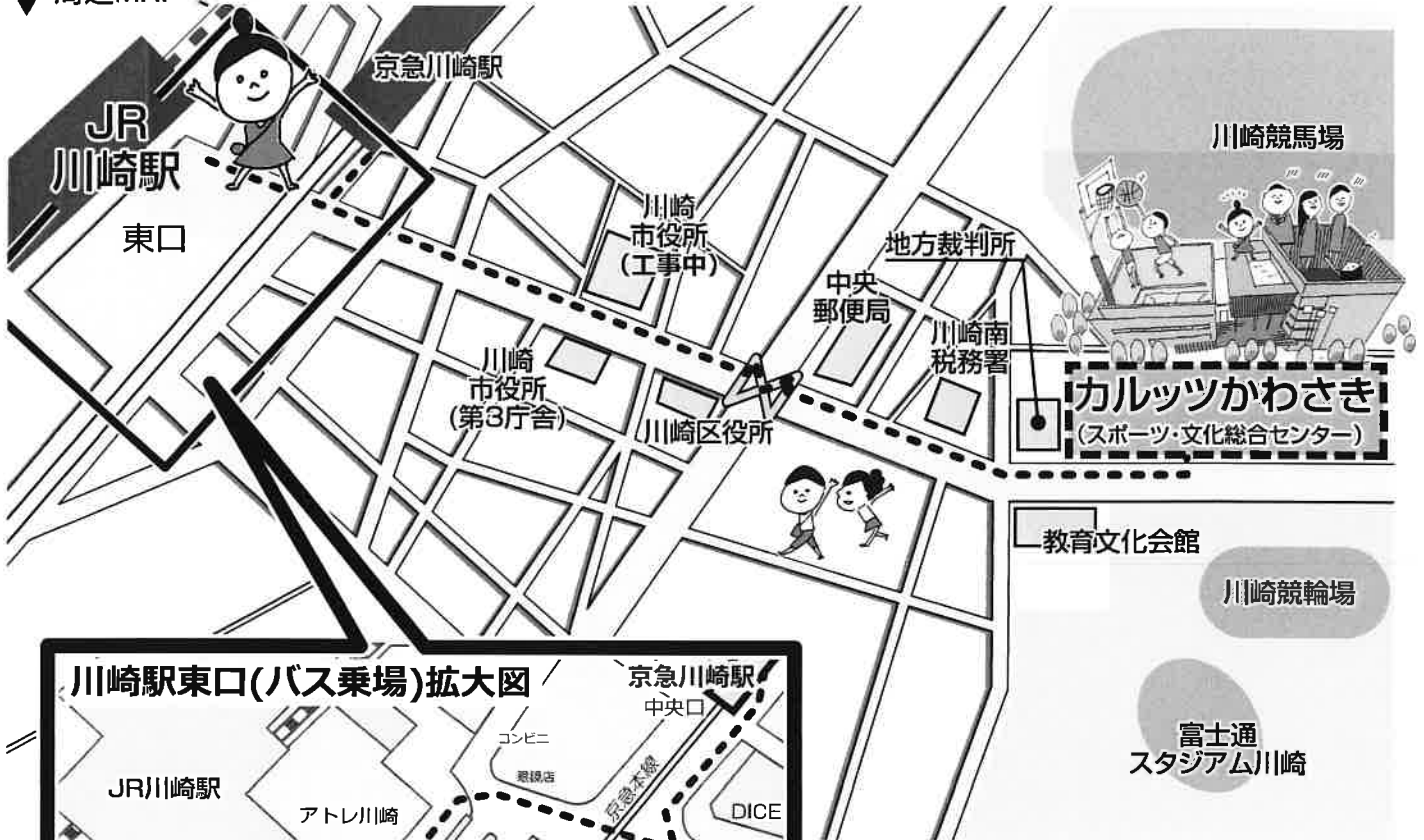 周辺MAP
京急川崎駅
JR
川崎駅
東口
川崎競馬場
川崎
市役所
(工事中)
地方裁判所
中央
郵便局
川崎南
税務署
川崎
市役所
(第3庁舎)
川崎区役所
カルッツかわさき
(スポーツ・文化総合センター)
教育文化会館
川崎競輪場
富士通
スタジアム川崎
川崎駅東口(バス乗場)拡大図
京急川崎駅
中央口
コンビニ
眼鏡店
京急本線
JR川崎駅
アトレ川崎
DICE